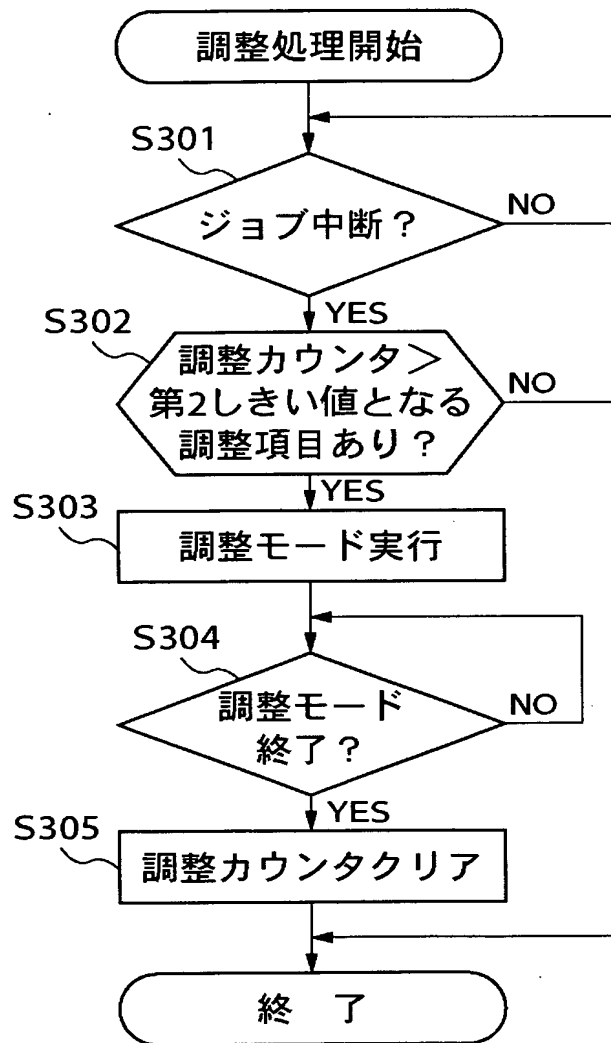 調整処理開始
S301
ジョブ中断？
NO
YES
S302
調整カウンタ＞
第2しきい値となる
調整項目あり？
NO
YES
S303
調整モード実行
S304
調整モード
終了？
NO
YES
S305
調整カウンタクリア
終 了